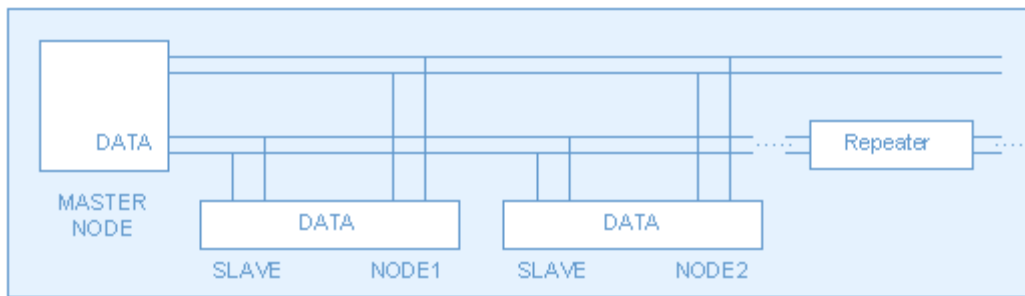 DATA
Repeater
MASTER
NODE
DATA
DATA
SLAVE NODE1
SLAVE NODE2